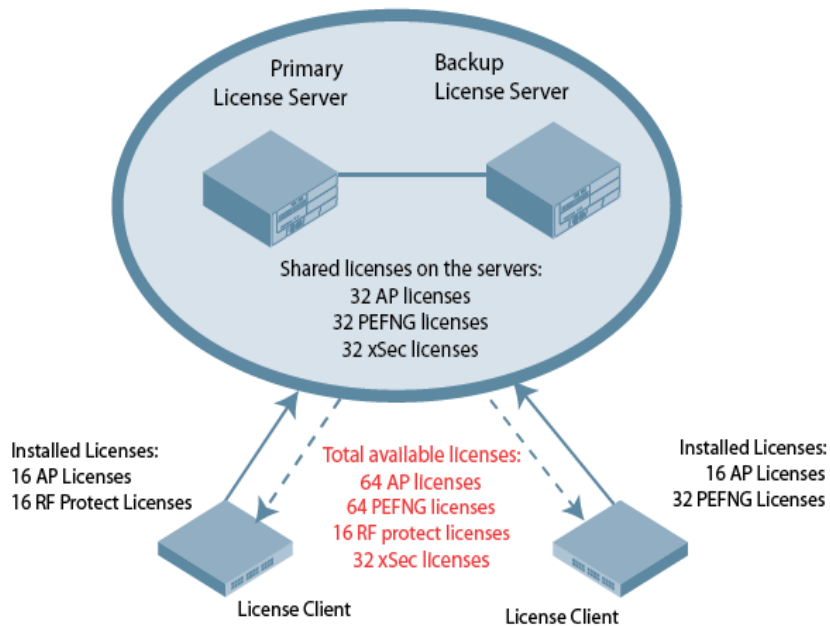 Primary
License Server
Backup
License Server
Shared licenses on the servers:
32 AP licenses
32 PEFNG licenses
32 xSec licenses
Installed Licenses:
16 AP Licenses
16 RF Protect Licenses
Total available licenses:
64 AP licenses
64 PEFNG licenses
16 RF protect licenses
32 xSec licenses
Installed Licenses:
16 AP Licenses
32 PEFNG Licenses
License Client
License Client